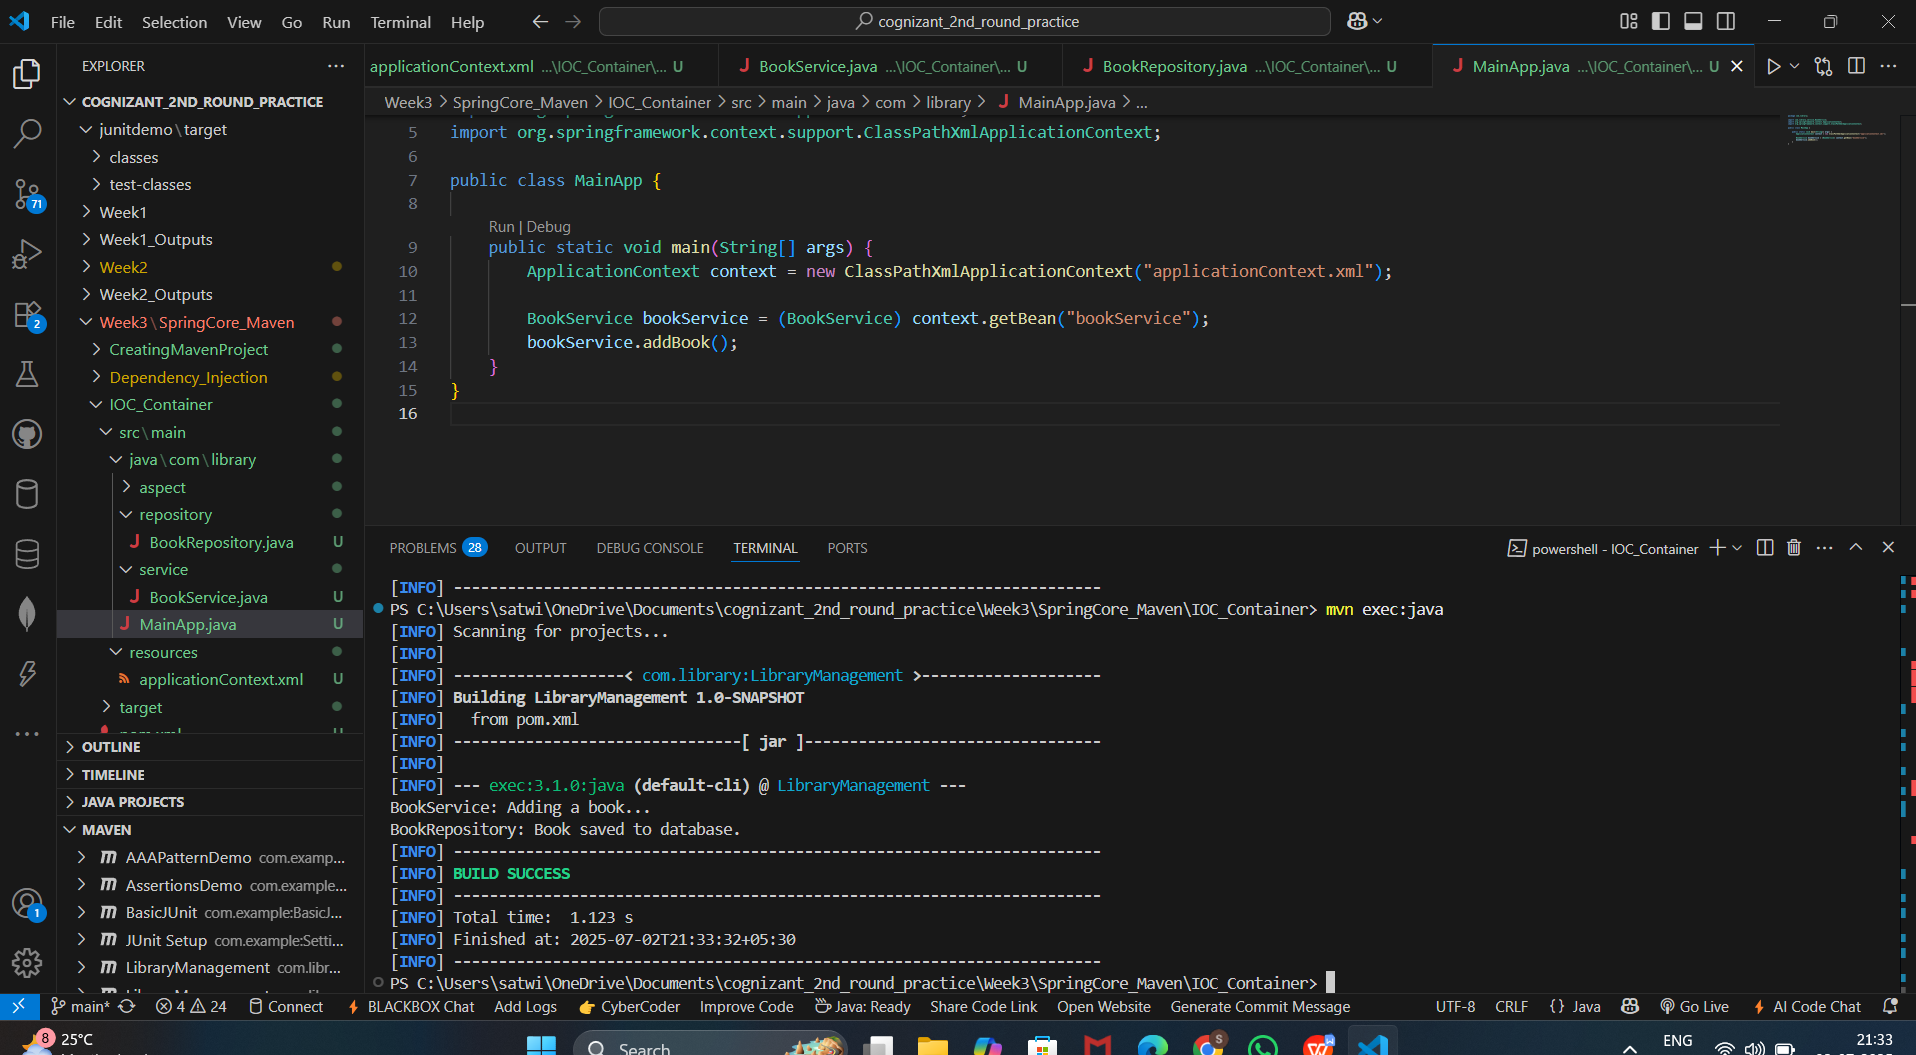 File Edit Selection View Go Run Terminal Help
cognizant_2nd_round_practice
EXPLORER
COGNIZANT_2ND_ROUND_PRACTICE
junitdemo\target
classes
test-classes
Week1
Week1_Outputs
Week2
Week2_Outputs
Week3\SpringCore_Maven
CreatingMavenProject
Dependency_Injection
IOC_Container
src\main
java\com\library
aspect
repository
BookRepository.java U
service
BookService.java U
MainApp.java U
resources
applicationContext.xml U
target
OUTLINE
TIMELINE
JAVA PROJECTS
MAVEN
AAAPatternDemo com.examp...
AssertionsDemo com.example...
BasicJUnit com.example:BasicJ...
JUnit Setup com.example:Setti...
LibraryManagement com.libr...
71
2
1
applicationContext.xml ...\IOC_Container\... U
BookService.java ...\IOC_Container\... U
BookRepository.java ...\IOC_Container\... U
MainApp.java ...\IOC_Container\... U
Week3 > SpringCore_Maven > IOC_Container > src > main > java > com > library > MainApp.java > ...
5 import org.springframework.context.support.ClassPathXmlApplicationContext;
6
7 public class MainApp {
8
Run | Debug
9 public static void main(String[] args) {
10 ApplicationContext context = new ClassPathXmlApplicationContext("applicationContext.xml");
11
12 BookService bookService = (BookService) context.getBean("bookService");
13 bookService.addBook();
14 }
15 }
16
PROBLEMS 28 OUTPUT DEBUG CONSOLE TERMINAL PORTS
powershell - IOC_Container
[INFO] ------------------------------------------------------------------------
PS C:\Users\satwi\OneDrive\Documents\cognizant_2nd_round_practice\Week3\SpringCore_Maven\IOC_Container> mvn exec:java
[INFO] Scanning for projects...
[INFO]
[INFO] -------------------< com.library:LibraryManagement >--------------------
[INFO] Building LibraryManagement 1.0-SNAPSHOT
[INFO]   from pom.xml
[INFO] --------------------------------[ jar ]---------------------------------
[INFO]
[INFO] --- exec:3.1.0:java (default-cli) @ LibraryManagement ---
BookService: Adding a book...
BookRepository: Book saved to database.
[INFO] ------------------------------------------------------------------------
[INFO] BUILD SUCCESS
[INFO] ------------------------------------------------------------------------
[INFO] Total time:  1.123 s
[INFO] Finished at: 2025-07-02T21:33:32+05:30
[INFO] ------------------------------------------------------------------------
PS C:\Users\satwi\OneDrive\Documents\cognizant_2nd_round_practice\Week3\SpringCore_Maven\IOC_Container>
main* 4 24 Connect BLACKBOX Chat Add Logs CyberCoder Improve Code Java: Ready Share Code Link Open Website Generate Commit Message UTF-8 CRLF {} Java Go Live AI Code Chat
8 25°C Search ENG 21:33